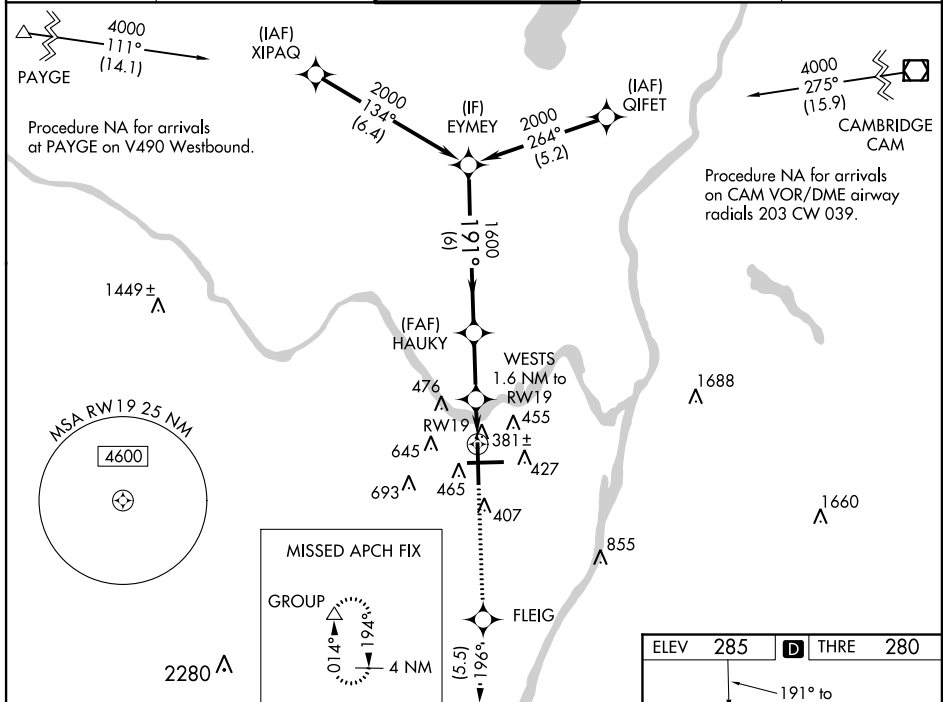 4000
111°
(14.1)
PAYGE
Procedure NA for arrivals
at PAYGE on V490 Westbound.
(IAF)
XIPAQ
2000
134°
(6.4)
(IF)
EYMEY
2000
264°
(5.2)
(IAF)
QIFET
4000
275°
(15.9)
CAMBRIDGE
CAM
Procedure NA for arrivals
on CAM VOR/DME airway
radials 203 CW 039.
1600
191°
(6)
1449 ±
(FAF)
HAUKY
WESTS
1.6 NM to
RW19
476
455
RW19
381±
645
427
465
693
407
1688
1660
855
MSA RW19 25 NM
4600
MISSED APCH FIX
GROUP
014°
194°
4 NM
FLEIG
(5.5)
196°
2280
ELEV 285 D THRE 280
191° to